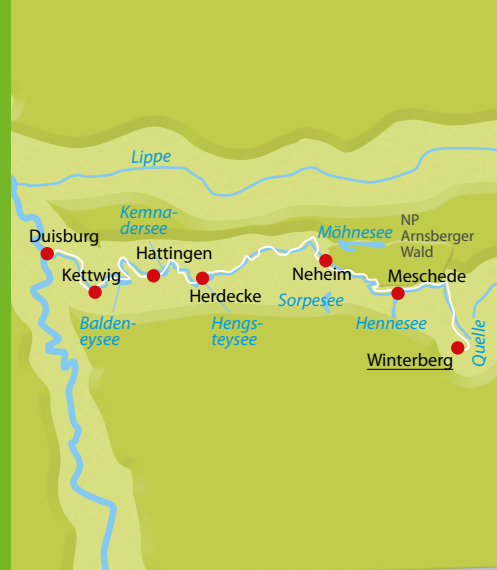 Lippe
Kemna-
dersee
NP
Arnsberger
Wald
Möhnesee
Duisburg
Hattingen
Kettwig
Neheim
Meschede
Herdecke
Sorpesee
Balden-
eysee
Hengs-
teysee
Hennesee
Quelle
Winterberg